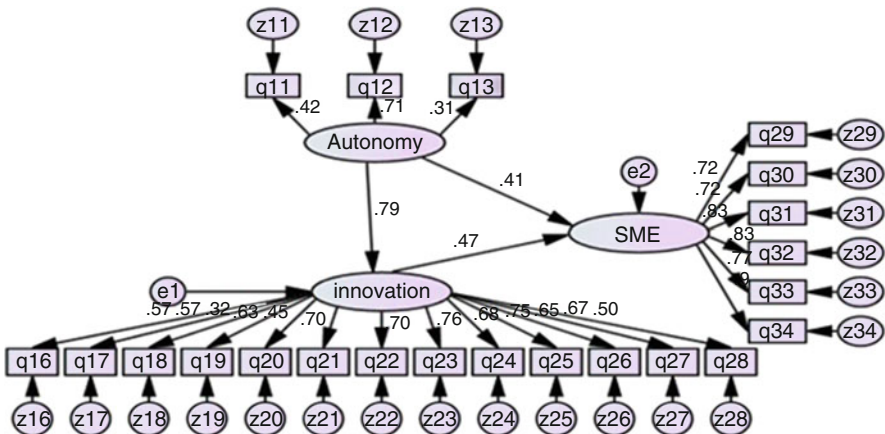 z11 z12 z13
q11 q12 q13
.42 .71 .31
Autonomy
q29 z29
.72
e2
q30 z30
.41
.72
.79
.83
q31 z31
SME
.83
q32 z32
.47
.77
q33 z33
e1
innovation
.57 .57 .32 .63 .45 .70 .70 .76 .68 .75 .65 .67 .50
q34 z34
q16 q17 q18 q19 q20 q21 q22 q23 q24 q25 q26 q27 q28
z16 z17 z18 z19 z20 z21 z22 z23 z24 z25 z26 z27 z28